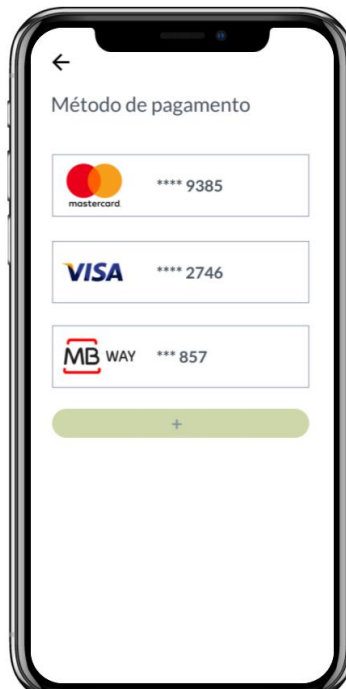 ←
Método de pagamento
mastercard
**** 9385
VISA
**** 2746
MB WAY
*** 857
+